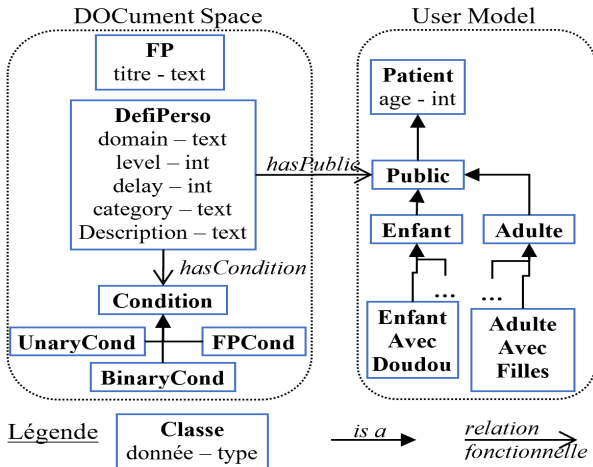 DOCument Space
User Model
FP
titre - text
DefiPerso
domain – text
level – int
delay – int
category – text
Description – text
hasPublic
hasCondition
Condition
UnaryCond
FPCond
BinaryCond
Patient
age - int
Public
Enfant
Adulte
...
...
Enfant
Avec
Doudou
Adulte
Avec
Filles
Légende
Classe
donnée – type
is a
relation
fonctionnelle